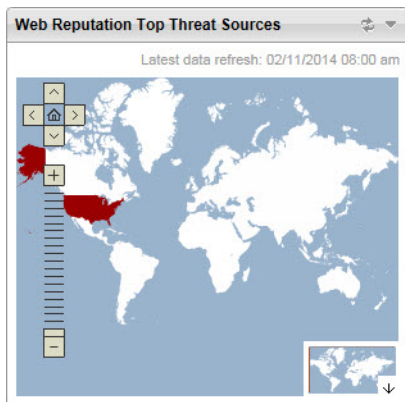 Web Reputation Top Threat Sources
Latest data refresh: 02/11/2014 08:00 am